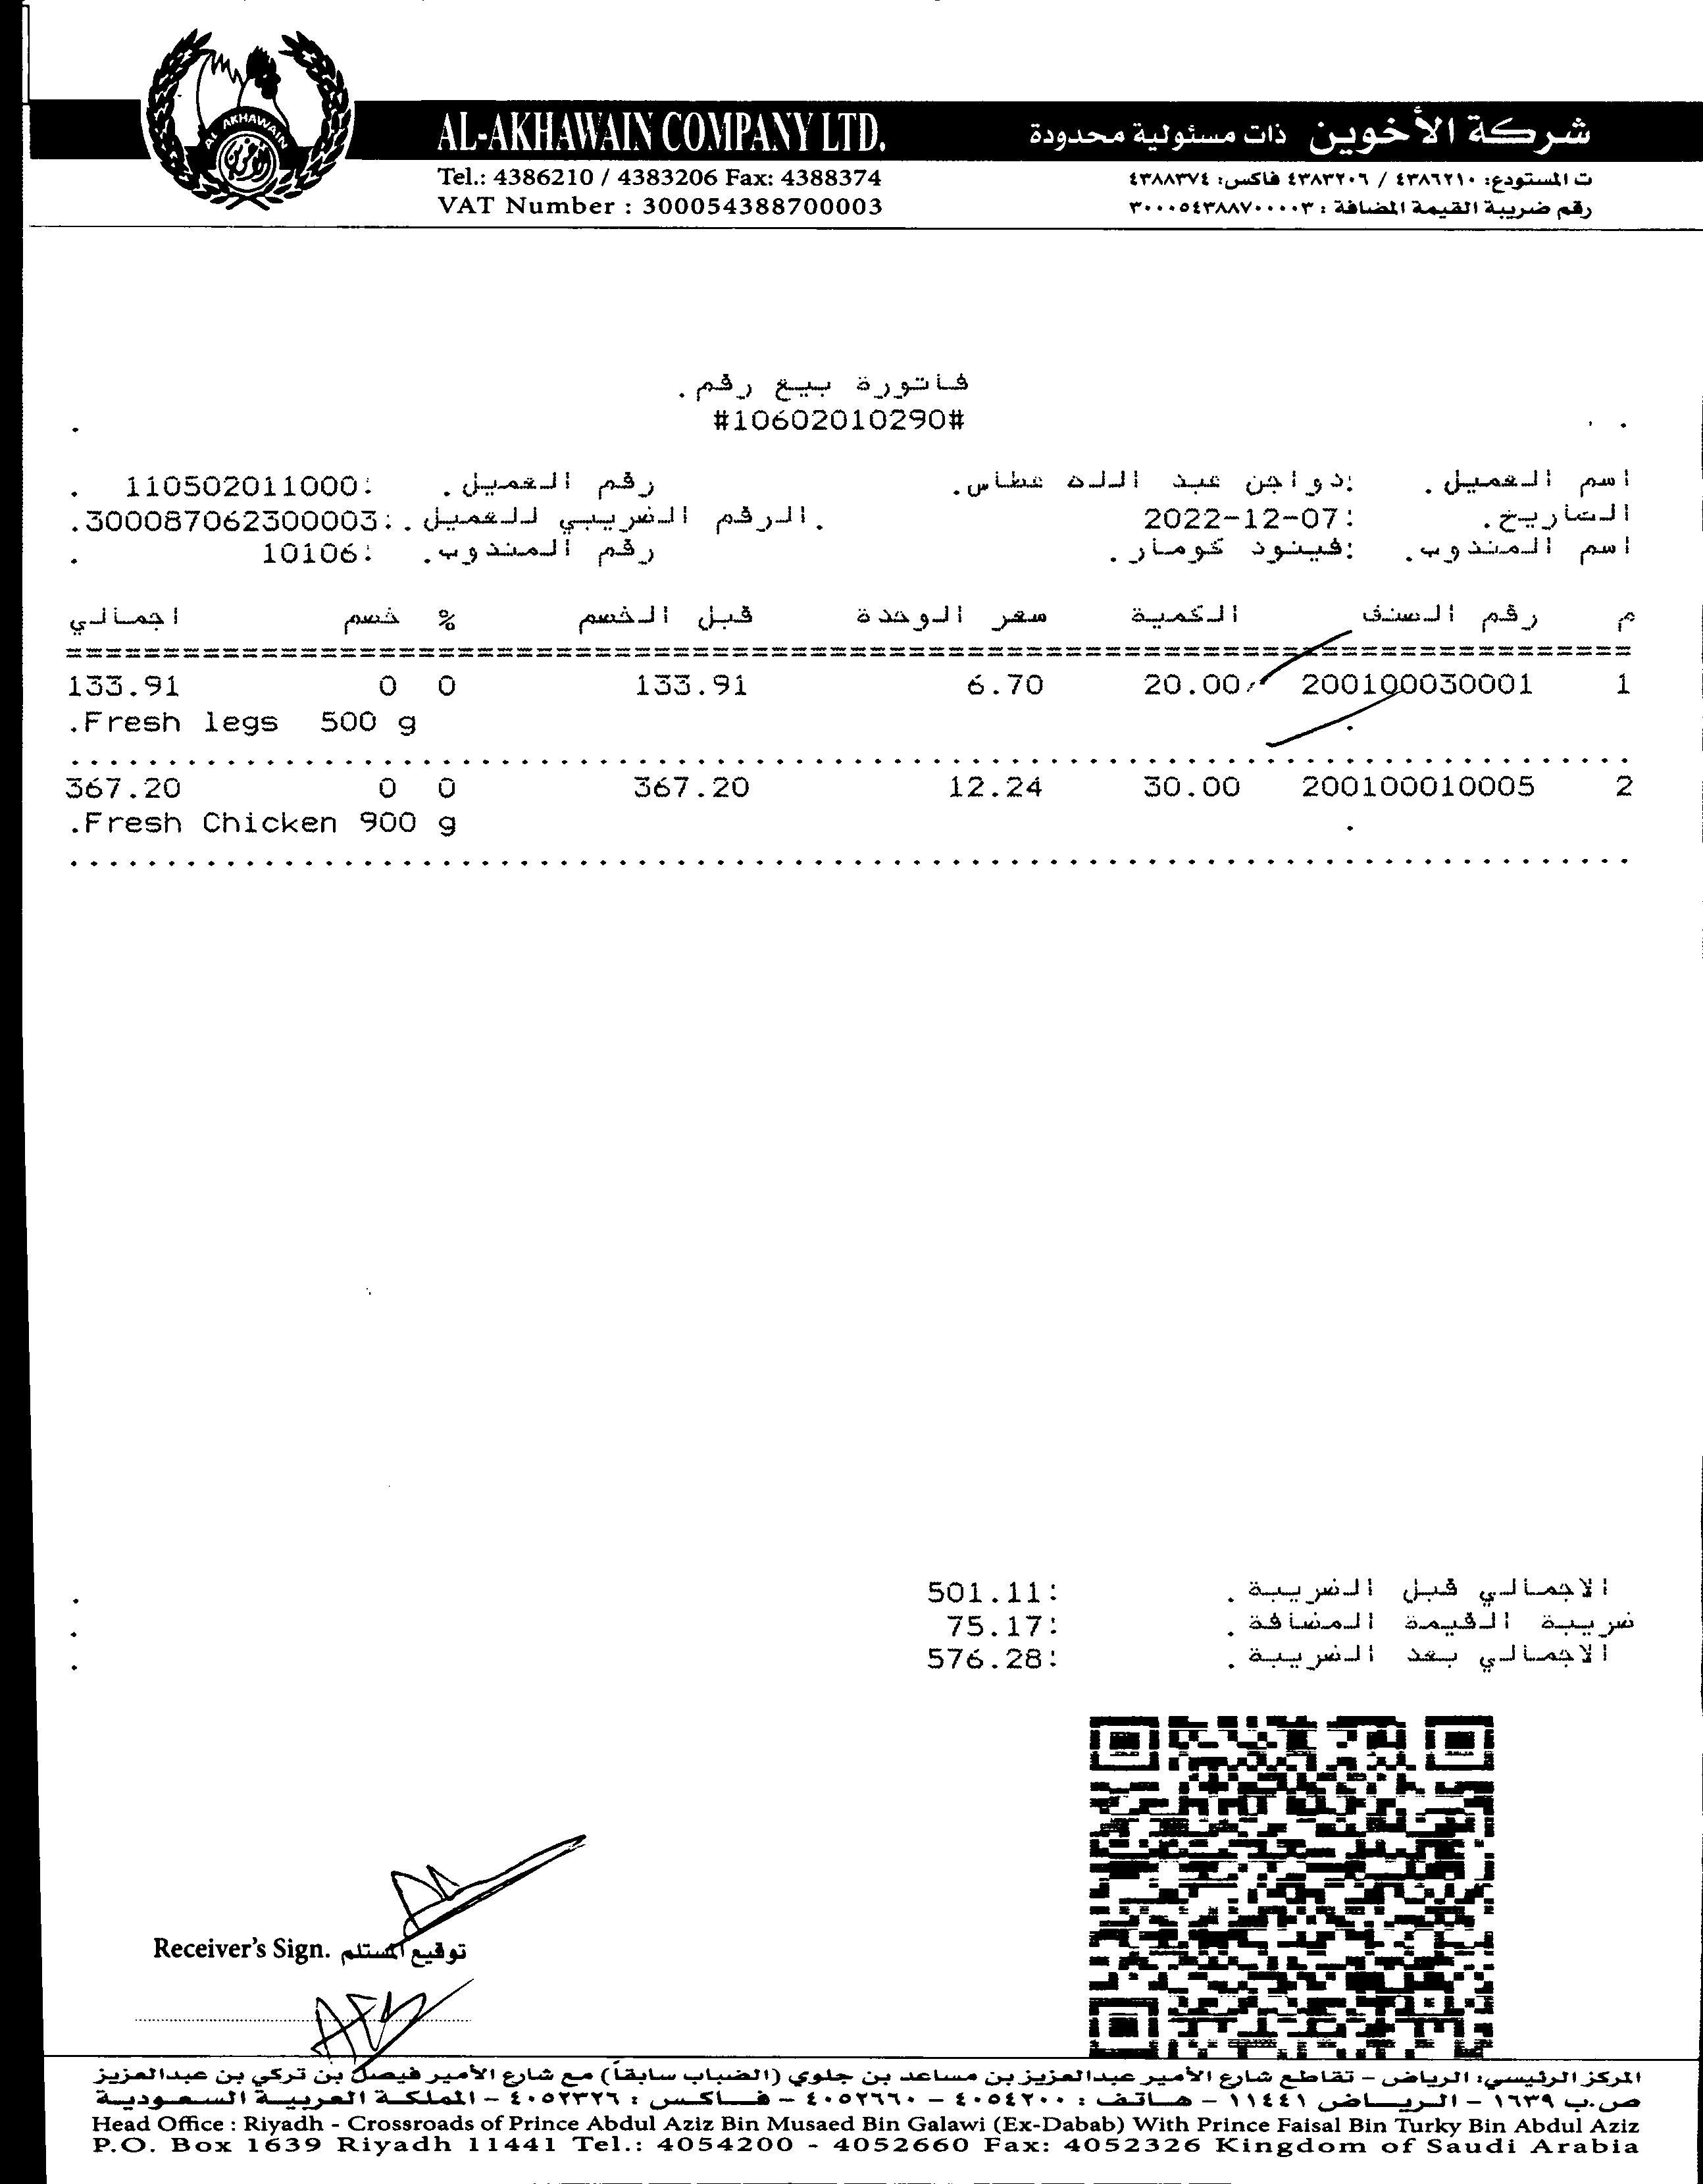 AL AKHAWAIN
AL-AKHAWAIN COMPANY LTD.
شركة الأخوين ذات مسئولية محدودة
Tel.: 4386210 / 4383206 Fax: 4388374
ت المستودع: ٤٣٨٦٢١٠ / ٤٣٨٣٢٠٦ فاكس: ٤٣٨٨٣٧٤
VAT Number : 300054388700003
رقم ضريبة القيمة المضافة : ٣٠٠٠٥٤٣٨٨٧٠٠٠٠٣
فاتورة بيع رقم.
#10602010290#
اسم العميل. :دواجن عبد الله عطاس. رقم العميل. :110502011000
التاريخ. :2022-12-07 .الرقم الضريبي للعميل.:300087062300003.
اسم المندوب. :فينود كومار. رقم المندوب. :10106
م رقم الصنف الكمية سعر الوحدة قبل الخسم % خسم اجمالي
1 200100030001 20.00 6.70 133.91 0 0 133.91
.Fresh legs 500 g
2 200100010005 30.00 12.24 367.20 0 0 367.20
.Fresh Chicken 900 g
الاجمالي قبل الضريبة. :501.11
ضريبة القيمة المضافة. :75.17
الاجمالي بعد الضريبة. :576.28
Receiver's Sign. توقيع المستلم
المركز الرئيسي: الرياض – تقاطع شارع الأمير عبدالعزيز بن مساعد بن جلوي (الضباب سابقاً) مع شارع الأمير فيصل بن تركي بن عبدالعزيز
ص.ب ١٦٣٩ – الرياض ١١٤٤١ – هاتف : ٤٠٥٤٢٠٠ – ٤٠٥٢٦٦٠ – فاكس : ٤٠٥٢٣٢٦ – المملكة العربية السعودية
Head Office : Riyadh - Crossroads of Prince Abdul Aziz Bin Musaed Bin Galawi (Ex-Dabab) With Prince Faisal Bin Turky Bin Abdul Aziz
P.O. Box 1639 Riyadh 11441 Tel.: 4054200 - 4052660 Fax: 4052326 Kingdom of Saudi Arabia